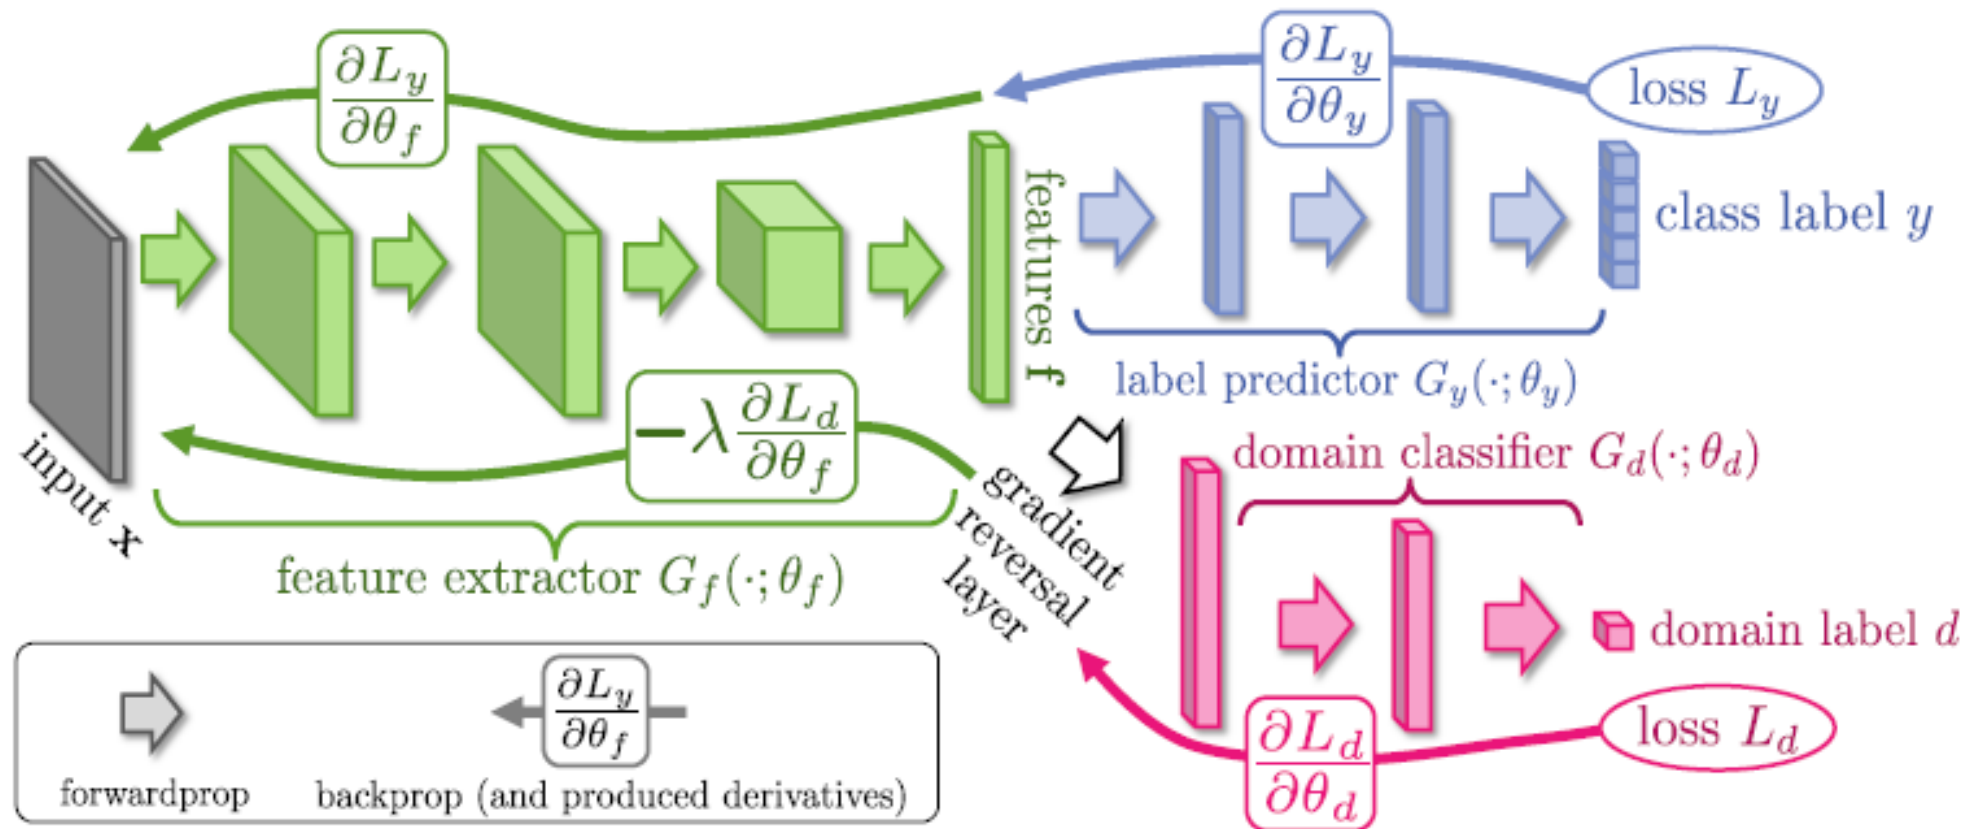 ∂L_y
∂θ_f
∂L_y
∂θ_y
loss L_y
features f
class label y
label predictor G_y(·; θ_y)
−λ ∂L_d
∂θ_f
input x
feature extractor G_f(·; θ_f)
gradient
reversal
layer
domain classifier G_d(·; θ_d)
domain label d
loss L_d
∂L_d
∂θ_d
∂L_y
∂θ_f
forwardprop
backprop (and produced derivatives)